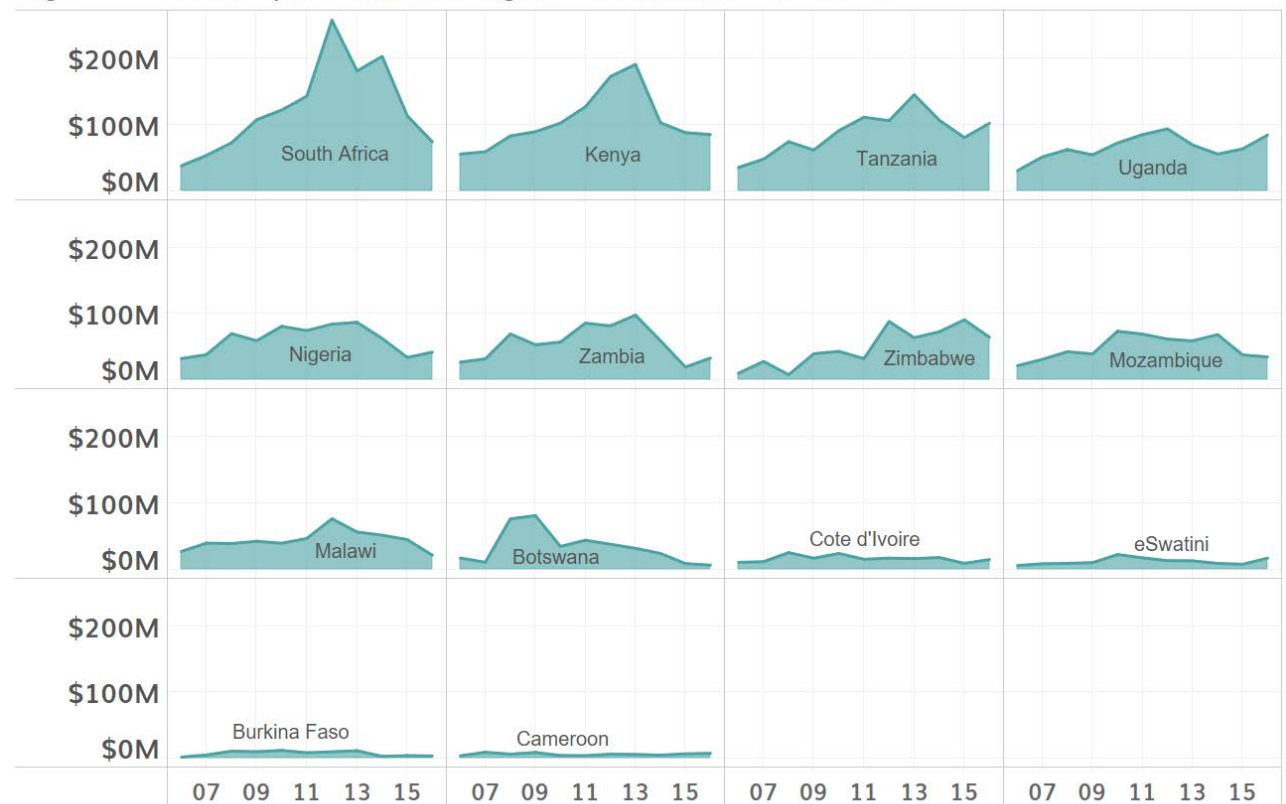 $200M
$100M
$0M
South Africa
Kenya
Tanzania
Uganda
$200M
$100M
$0M
Nigeria
Zambia
Zimbabwe
Mozambique
$200M
$100M
$0M
Malawi
Botswana
Cote d'Ivoire
eSwatini
$200M
$100M
$0M
Burkina Faso
Cameroon
07 09 11 13 15 07 09 11 13 15 07 09 11 13 15 07 09 11 13 15